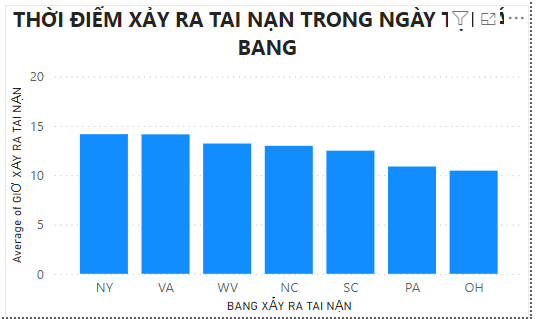 THỜI ĐIỂM XẢY RA TAI NẠN TRONG NGÀY
BANG
20
15
10
5
0
Average of GIỜ XẢY RA TAI NẠN
NY VA WV NC SC PA OH
BANG XẢY RA TAI NẠN